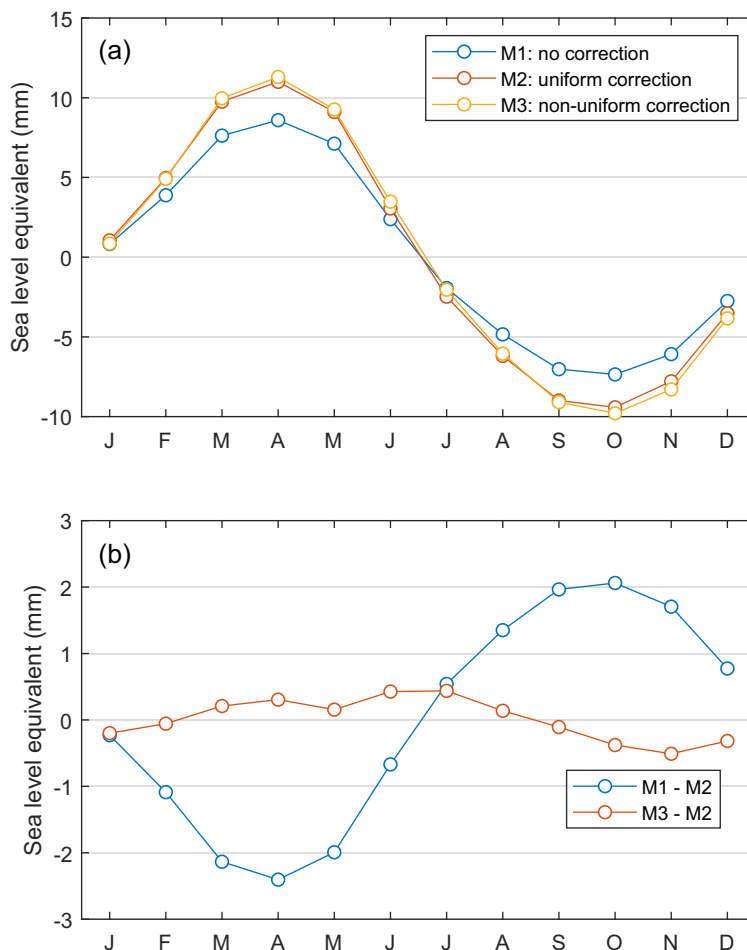 (a)
M1: no correction
M2: uniform correction
M3: non-uniform correction
Sea level equivalent (mm)
15
10
5
0
-5
-10
J F M A M J J A S O N D
(b)
M1 - M2
M3 - M2
Sea level equivalent (mm)
3
2
1
0
-1
-2
-3
J F M A M J J A S O N D